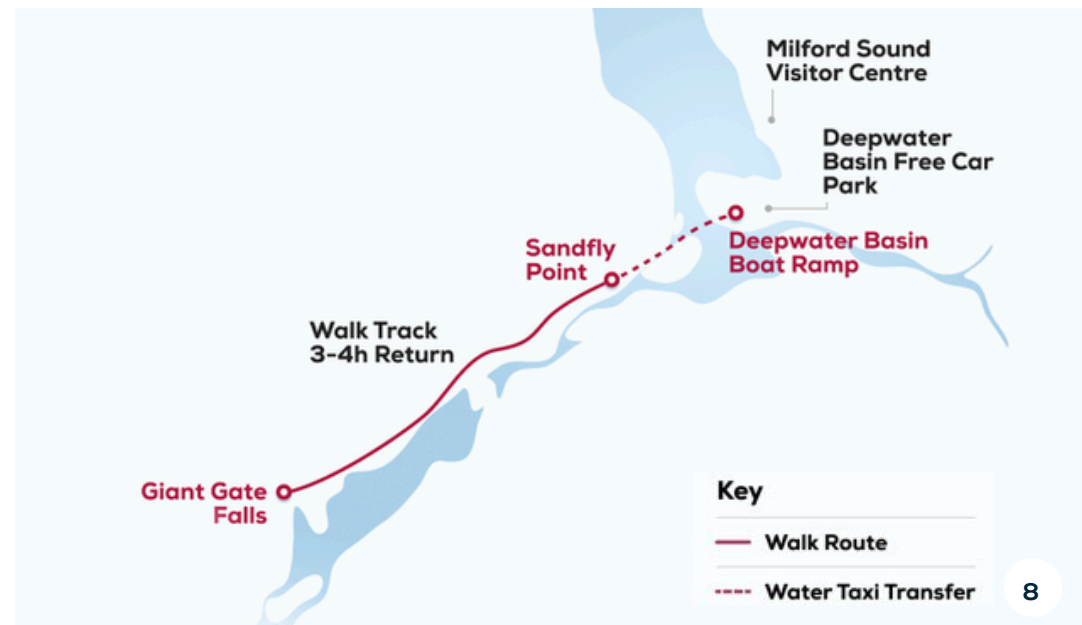 Milford Sound
Visitor Centre
Deepwater
Basin Free Car
Park
Sandfly
Point
Deepwater Basin
Boat Ramp
Walk Track
3-4h Return
Giant Gate
Falls
Key
Walk Route
Water Taxi Transfer
8